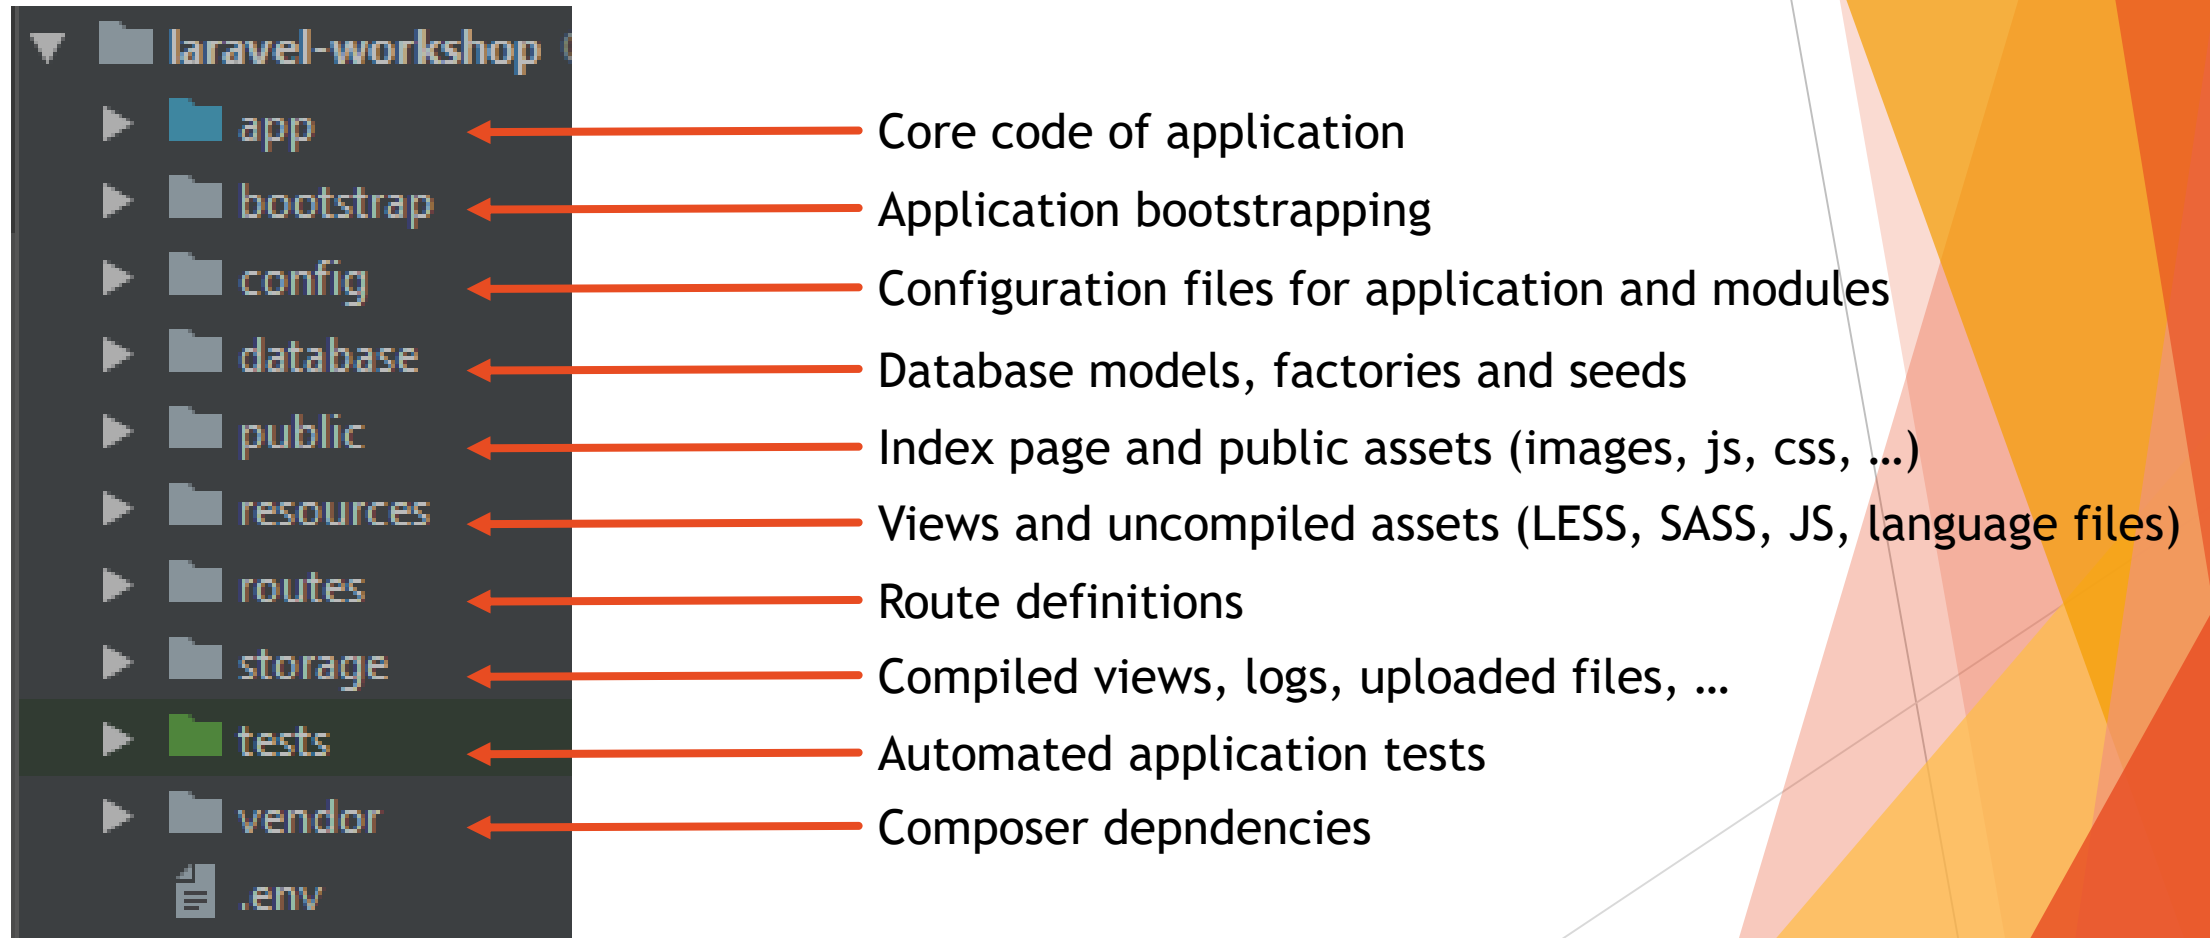 laravel-workshop
app
Core code of application
bootstrap
Application bootstrapping
config
Configuration files for application and modules
database
Database models, factories and seeds
public
Index page and public assets (images, js, css, …)
resources
Views and uncompiled assets (LESS, SASS, JS, language files)
routes
Route definitions
storage
Compiled views, logs, uploaded files, …
tests
Automated application tests
vendor
Composer depndencies
.env